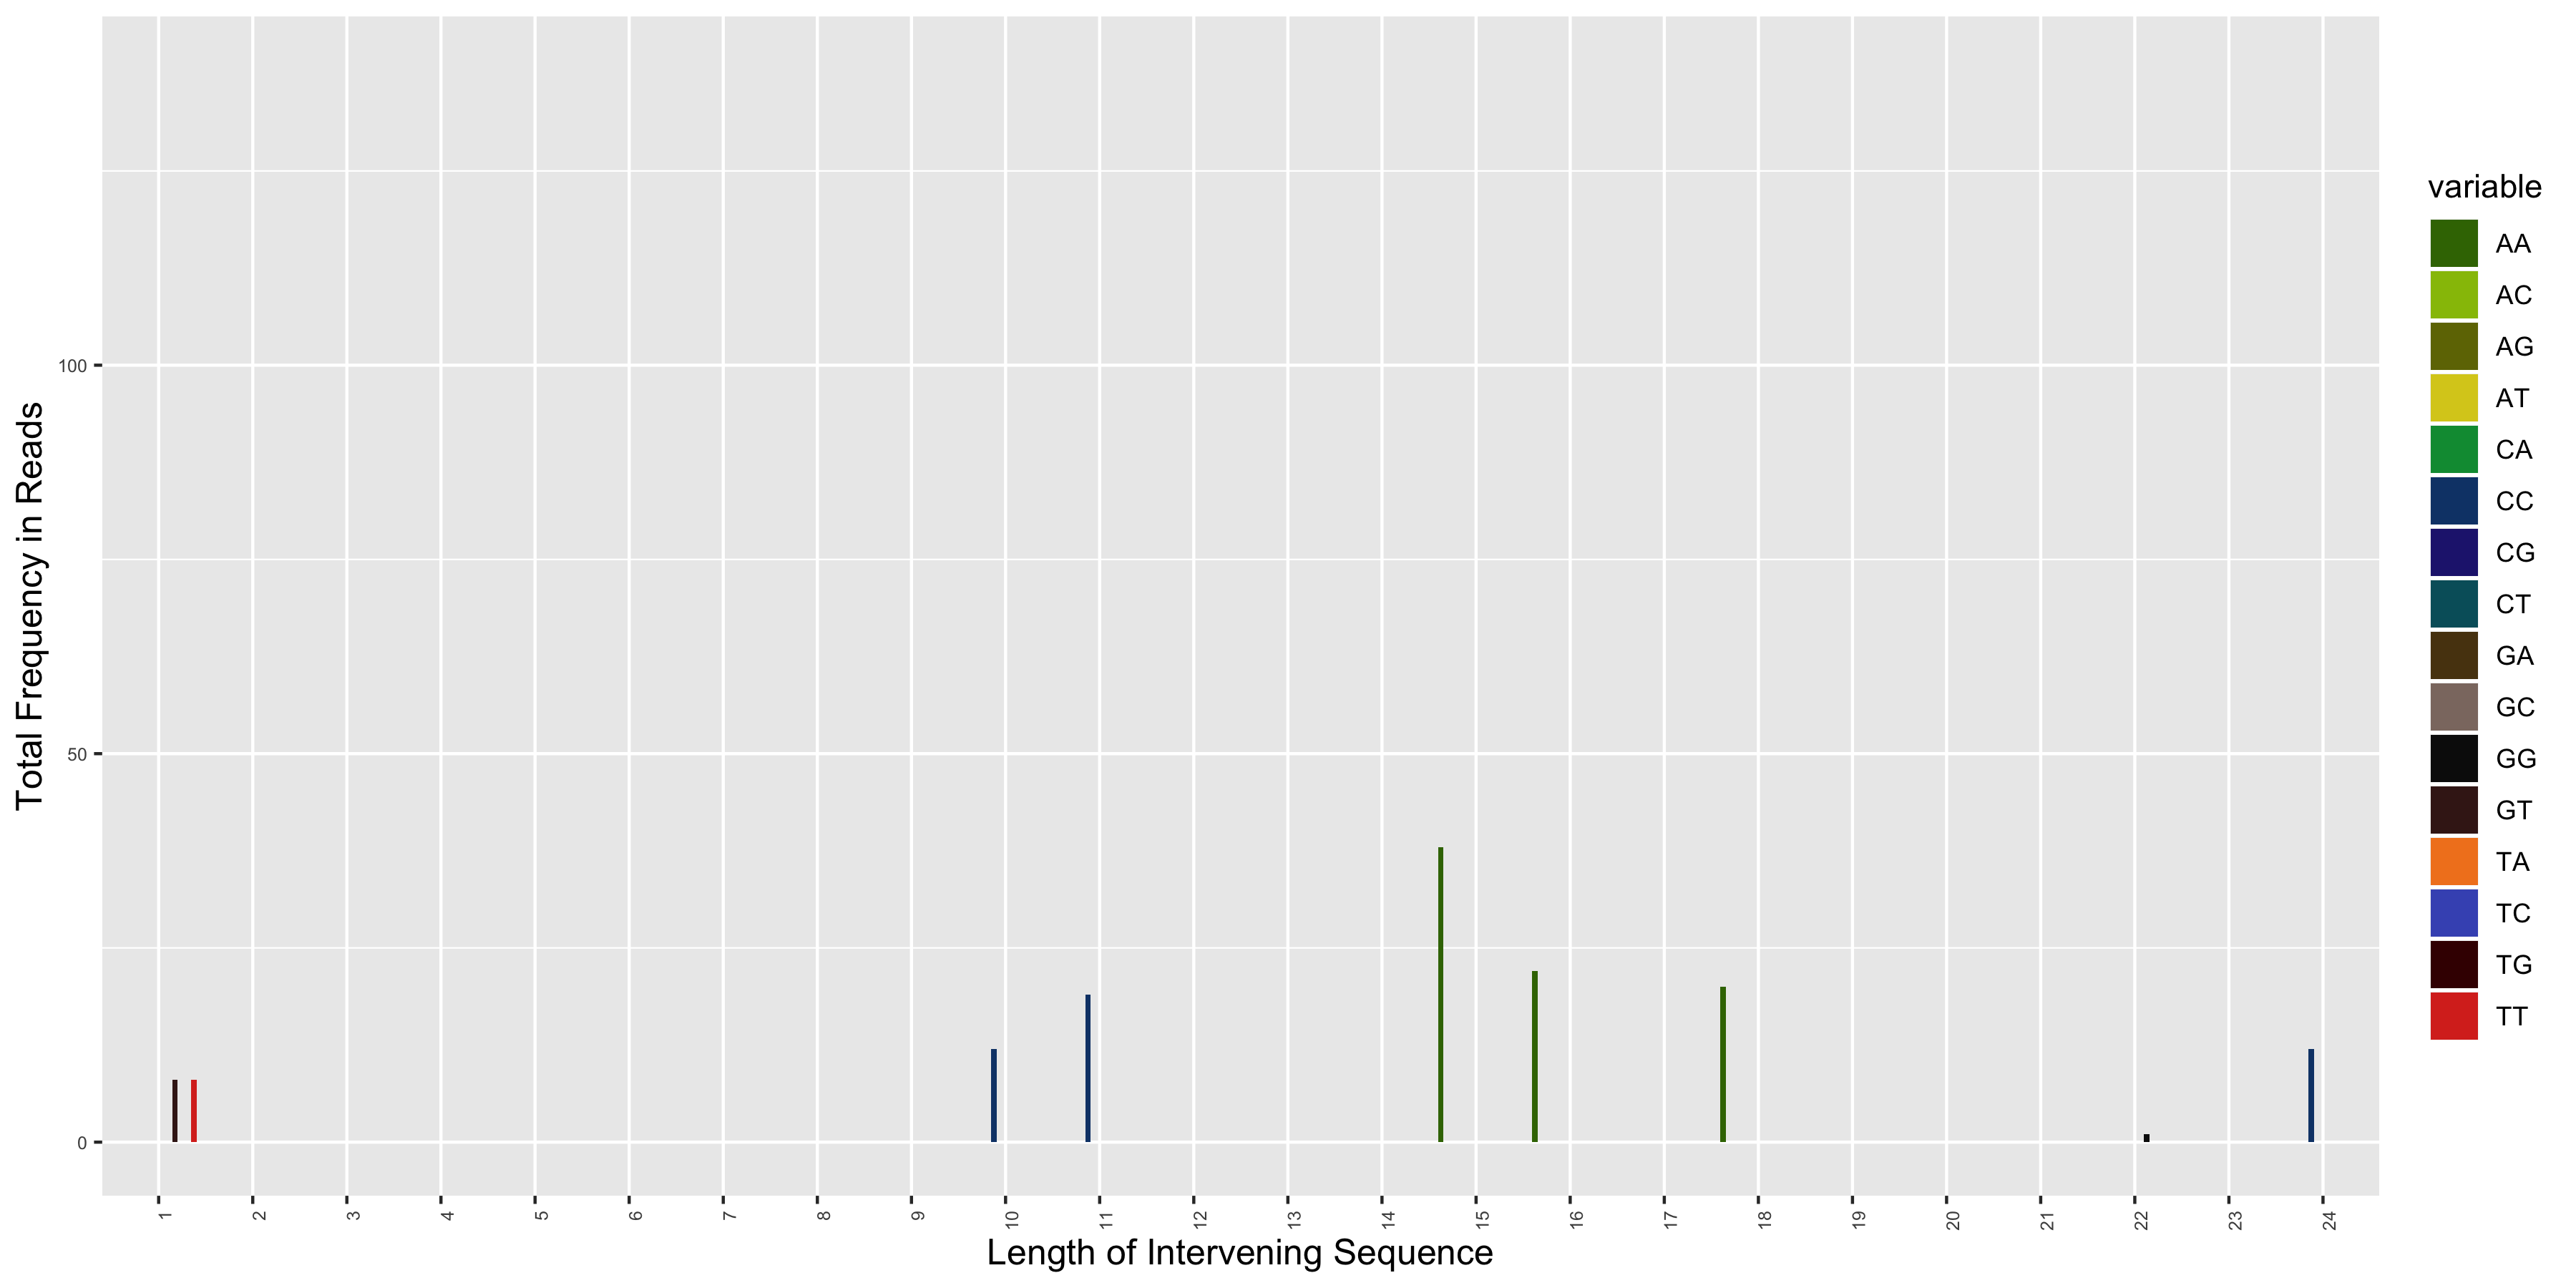 Total Frequency in Reads
100
50
0
1 2 3 4 5 6 7 8 9 10 11 12 13 14 15 16 17 18 19 20 21 22 23 24
Length of Intervening Sequence
variable
AA
AC
AG
AT
CA
CC
CG
CT
GA
GC
GG
GT
TA
TC
TG
TT